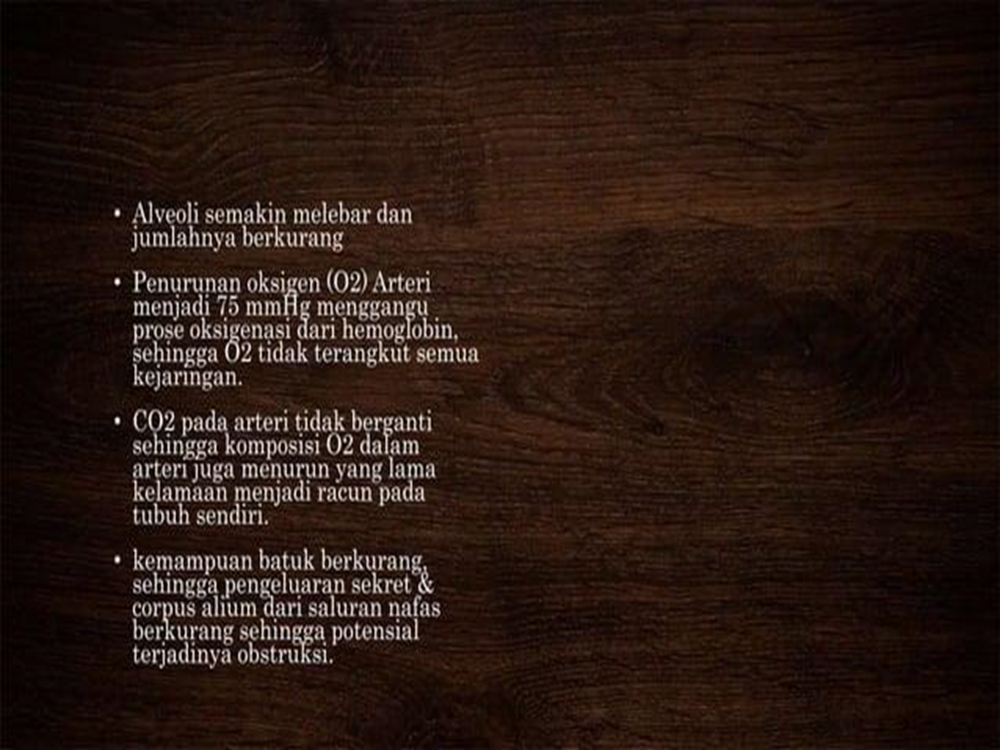 • Alveoli semakin melebar dan
jumlahnya berkurang
• Penurunan oksigen (O2) Arteri
menjadi 75 mmHg menggangu
prose oksigenasi dari hemoglobin,
sehingga O2 tidak terangkut semua
kejaringan.
• CO2 pada arteri tidak berganti
sehingga komposisi O2 dalam
arteri juga menurun yang lama
kelamaan menjadi racun pada
tubuh sendiri.
• kemampuan batuk berkurang,
sehingga pengeluaran sekret &
corpus alium dari saluran nafas
berkurang sehingga potensial
terjadinya obstruksi.